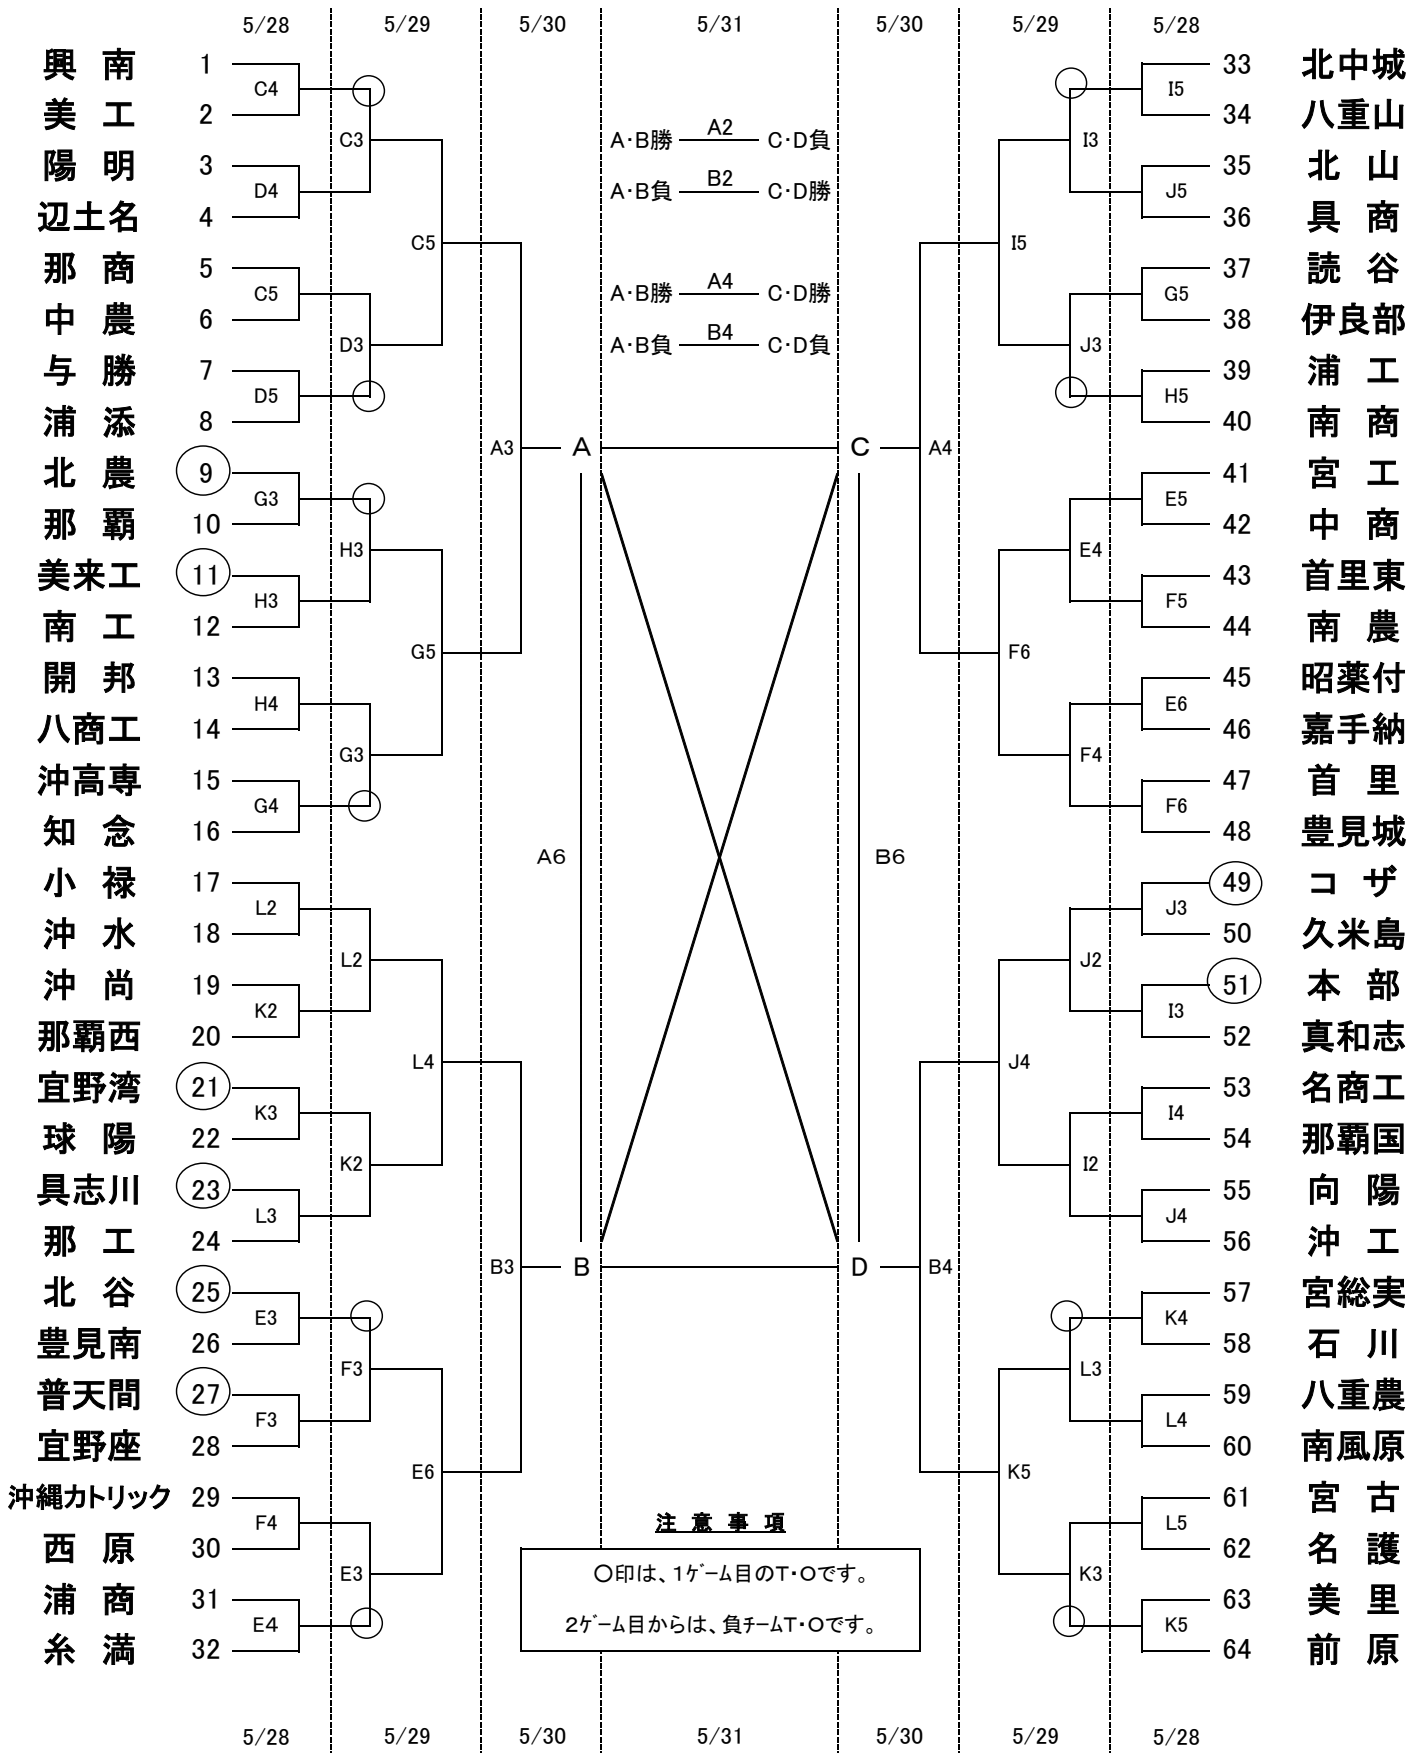 5/28 5/29 5/30 5/31 5/30 5/29 5/28
興南 1 33 北中城
C4 I5
美工 2 34 八重山
A・B勝 A2 C・D負
C3 I3
陽明 3 35 北山
D4 J5
A・B負 B2 C・D勝
辺土名 4 36 具商
C5 I5
那商 5 37 読谷
C5 G5
A・B勝 A4 C・D勝
中農 6 38 伊良部
D3 J3
A・B負 B4 C・D負
与勝 7 39 浦工
D5 H5
浦添 8 40 南商
A3 A C A4
北農 9 41 宮工
G3 E5
那覇 10 42 中商
H3 E4
美来工 11 43 首里東
H3 F5
南工 12 44 南農
G5 F6
開邦 13 45 昭薬付
H4 E6
八商工 14 46 嘉手納
G3 F4
沖高専 15 47 首里
G4 F6
知念 16 48 豊見城
A6 B6
小禄 17 49 コザ
L2 J3
沖水 18 50 久米島
L2 J2
沖尚 19 51 本部
K2 I3
那覇西 20 52 真和志
L4 J4
宜野湾 21 53 名商工
K3 I4
球陽 22 54 那覇国
K2 I2
具志川 23 55 向陽
L3 J4
那工 24 56 沖工
B3 B D B4
北谷 25 57 宮総実
E3 K4
豊見南 26 58 石川
F3 L3
普天間 27 59 八重農
F3 L4
宜野座 28 60 南風原
E6 K5
沖縄カトリック 29 61 宮古
F4 L5
注意事項
西原 30 62 名護
E3 K3
○印は、1ゲーム目のT・Oです。
浦商 31 63 美里
E4 K5
2ゲーム目からは、負チームT・Oです。
糸満 32 64 前原
5/28 5/29 5/30 5/31 5/30 5/29 5/28